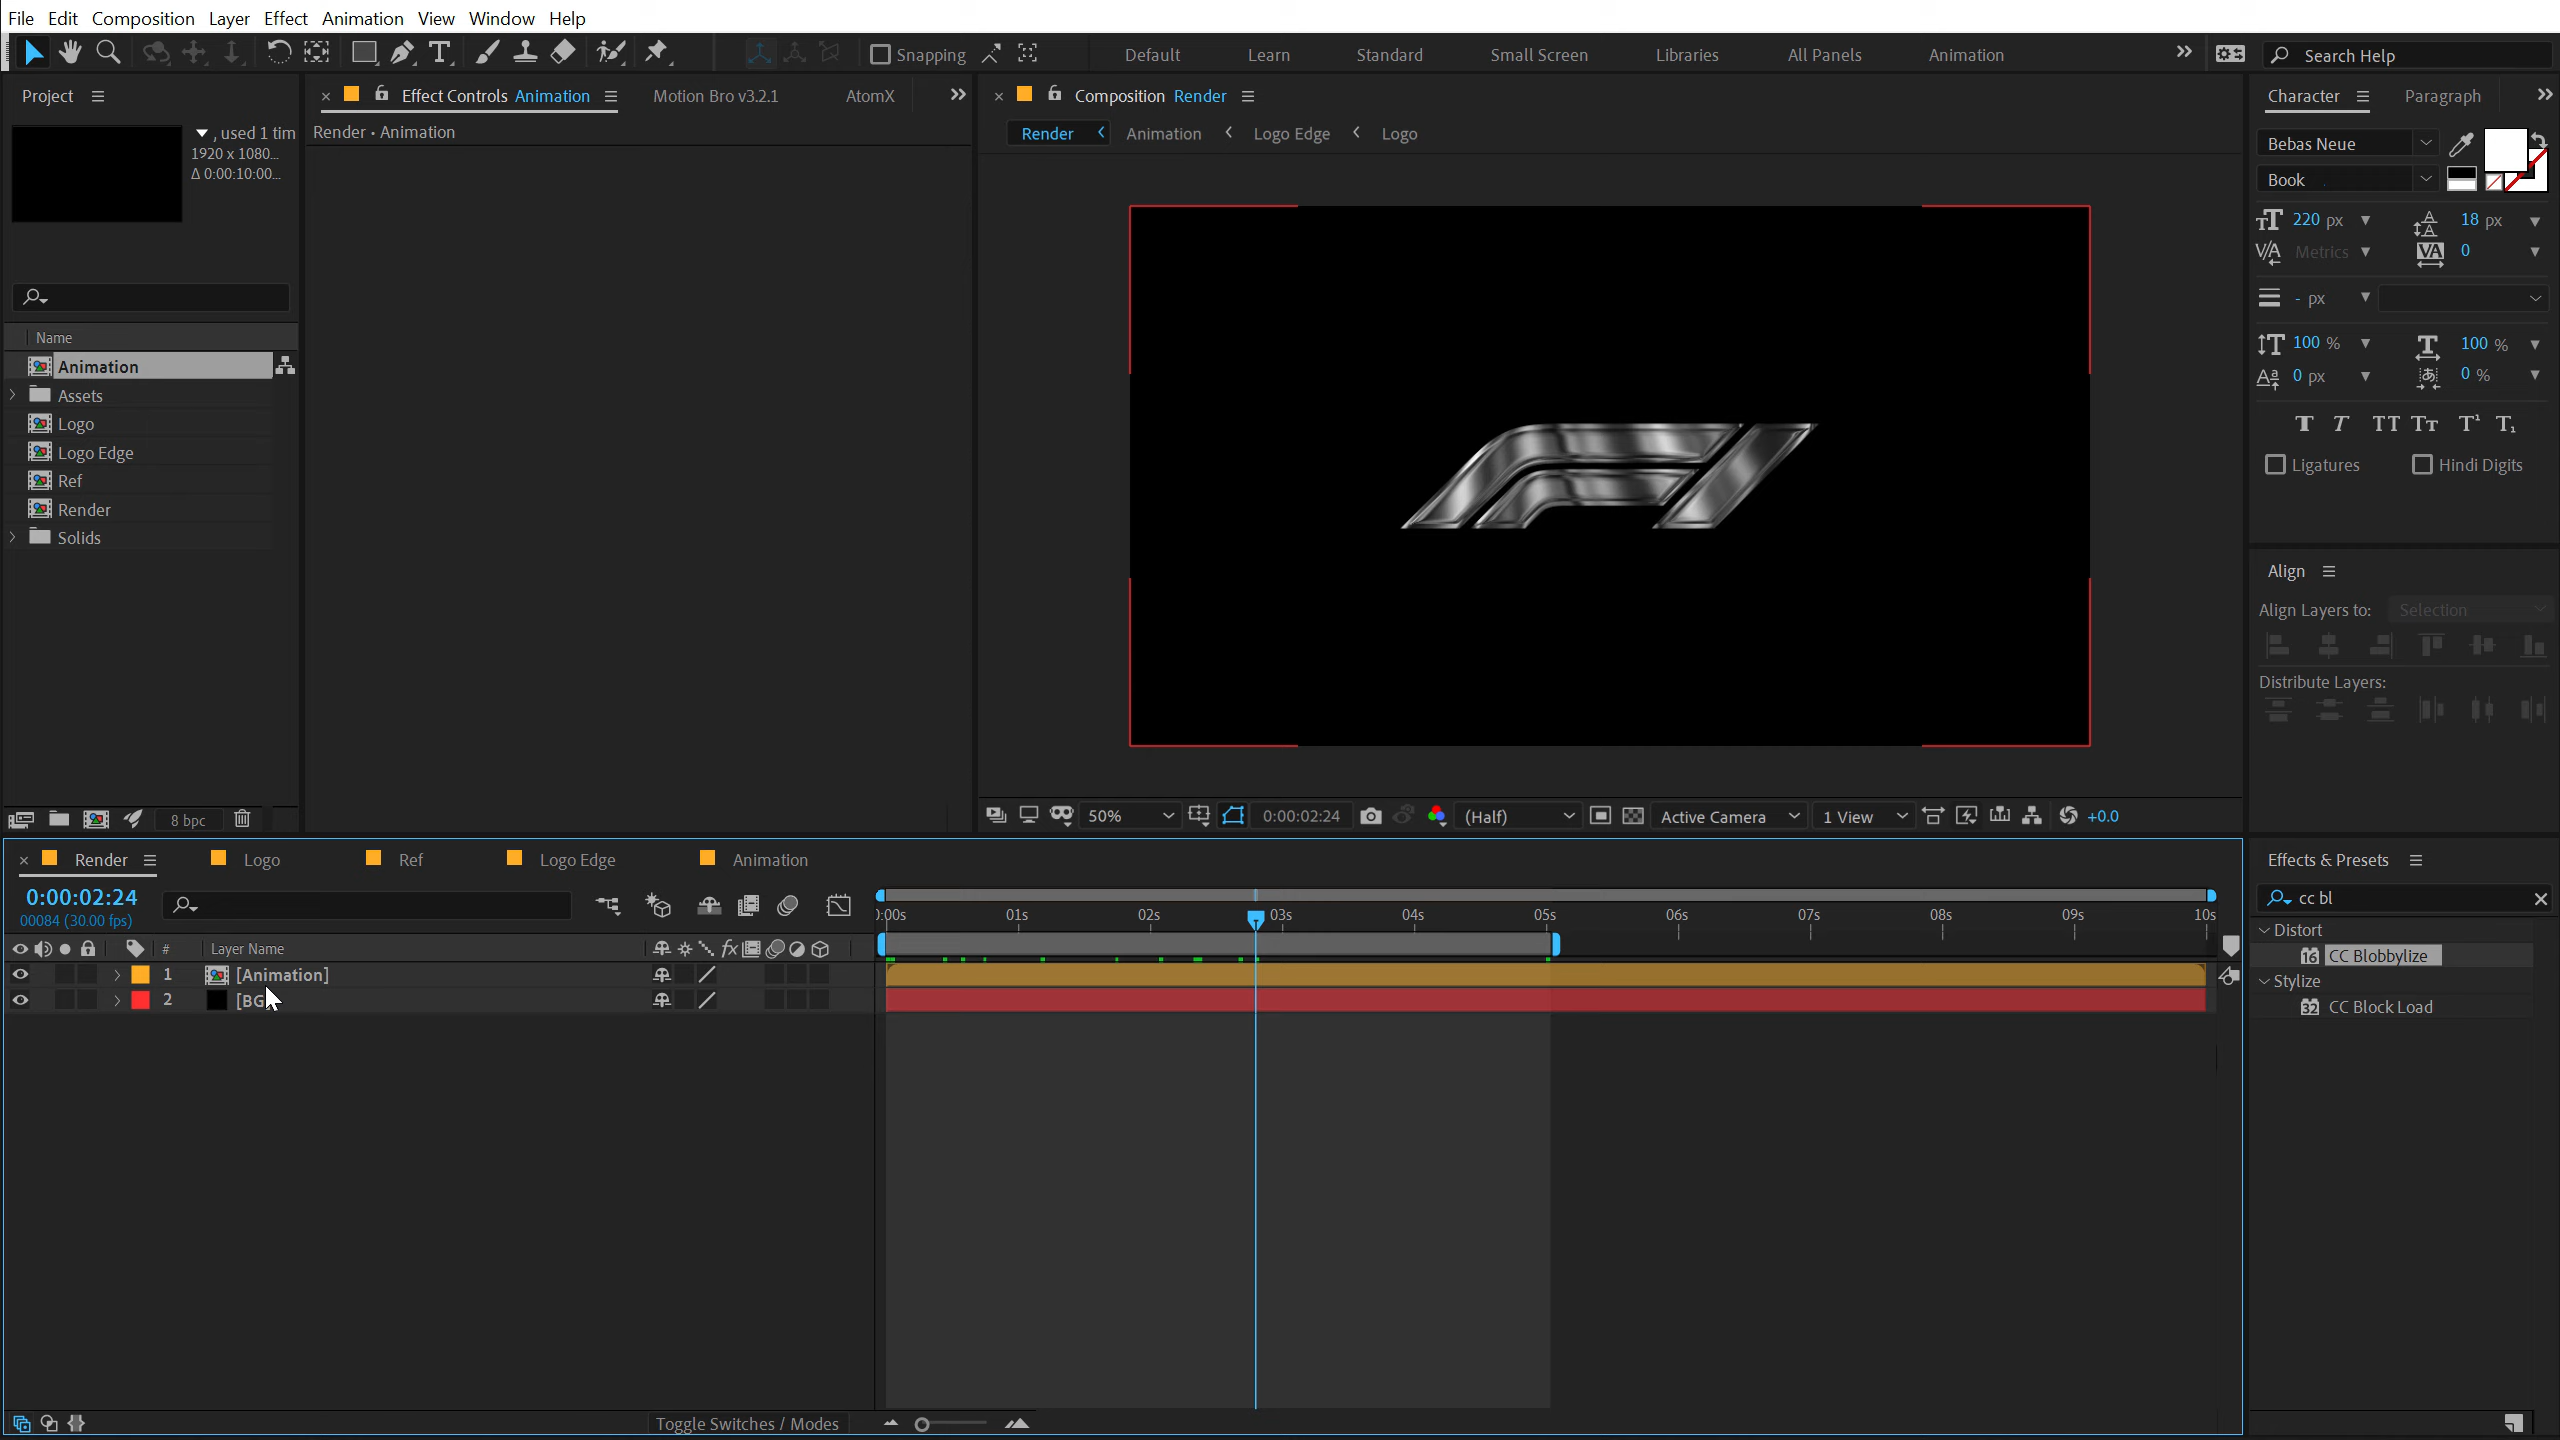 File Edit Composition Layer Effect Animation View Window Help
Snapping Default Learn Standard Small Screen Libraries All Panels Animation Search Help
Project
, used 1 tim
1920 x 1080...
Δ 0:00:10:00...
Name
Animation
Assets
Logo
Logo Edge
Ref
Render
Solids
8 bpc
Effect Controls Animation Motion Bro v3.2.1 AtomX
Render • Animation
Composition Render
Render Animation Logo Edge Logo
F1
50% 0:00:02:24 (Half) Active Camera 1 View +0.0
Character Paragraph
Bebas Neue
Book
220 px 18 px
Metrics 0
- px
100 % 100 %
0 px 0 %
Ligatures Hindi Digits
Align
Align Layers to: Selection
Distribute Layers:
Effects & Presets
cc bl
Distort
16 CC Blobbylize
Stylize
32 CC Block Load
Render Logo Ref Logo Edge Animation
0:00:02:24
00084 (30.00 fps)
):00s 01s 02s 03s 04s 05s 06s 07s 08s 09s 10s
# Layer Name
1 [Animation]
2 [BG
Toggle Switches / Modes